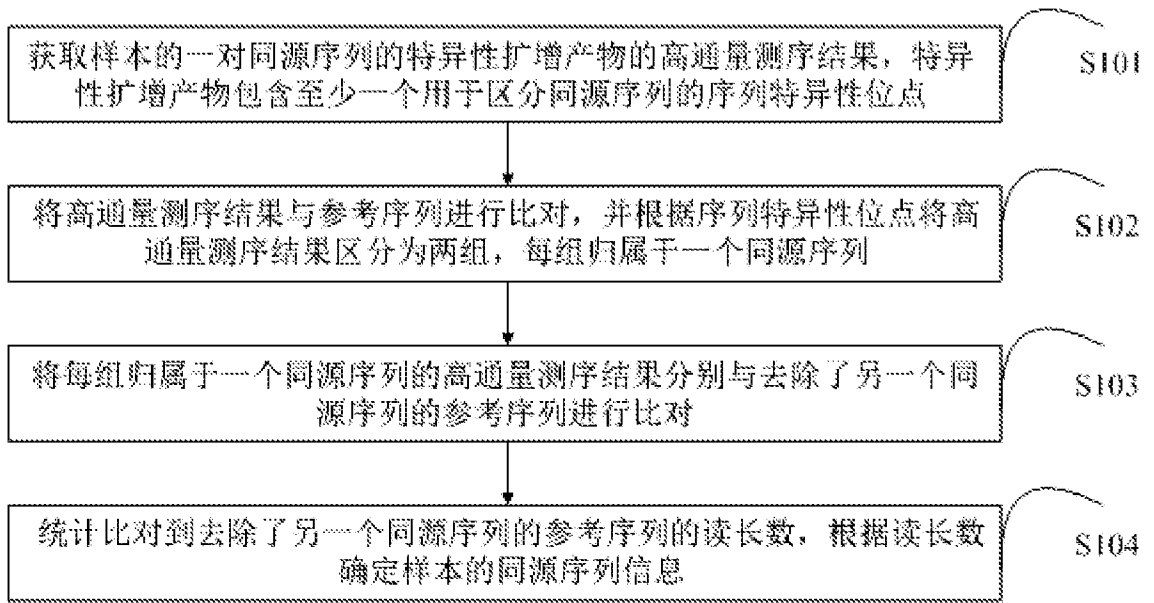 获取样本的一对同源序列的特异性扩增产物的高通量测序结果，特异
性扩增产物包含至少一个用于区分同源序列的序列特异性位点
S101
将高通量测序结果与参考序列进行比对，并根据序列特异性位点将高
通量测序结果区分为两组，每组归属于一个同源序列
S102
将每组归属于一个同源序列的高通量测序结果分别与去除了另一个同
源序列的参考序列进行比对
S103
统计比对到去除了另一个同源序列的参考序列的读长数，根据读长数
确定样本的同源序列信息
S104